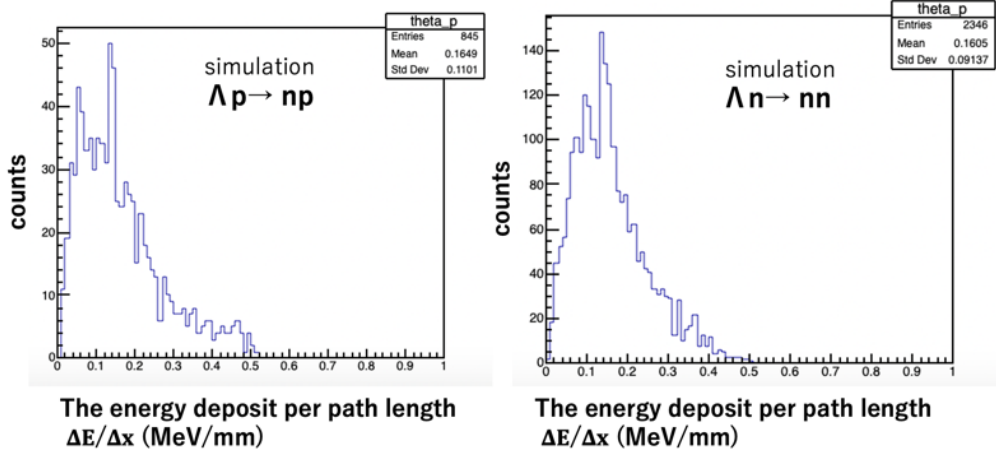 theta_p
Entries 845
Mean 0.1649
Std Dev 0.1101
simulation
Λp→ np
counts
50
40
30
20
10
0
0 0.1 0.2 0.3 0.4 0.5 0.6 0.7 0.8 0.9 1
The energy deposit per path length
ΔE/Δx (MeV/mm)
theta_p
Entries 2346
Mean 0.1605
Std Dev 0.09137
simulation
Λn→ nn
counts
140
120
100
80
60
40
20
0
0 0.1 0.2 0.3 0.4 0.5 0.6 0.7 0.8 0.9 1
The energy deposit per path length
ΔE/Δx (MeV/mm)